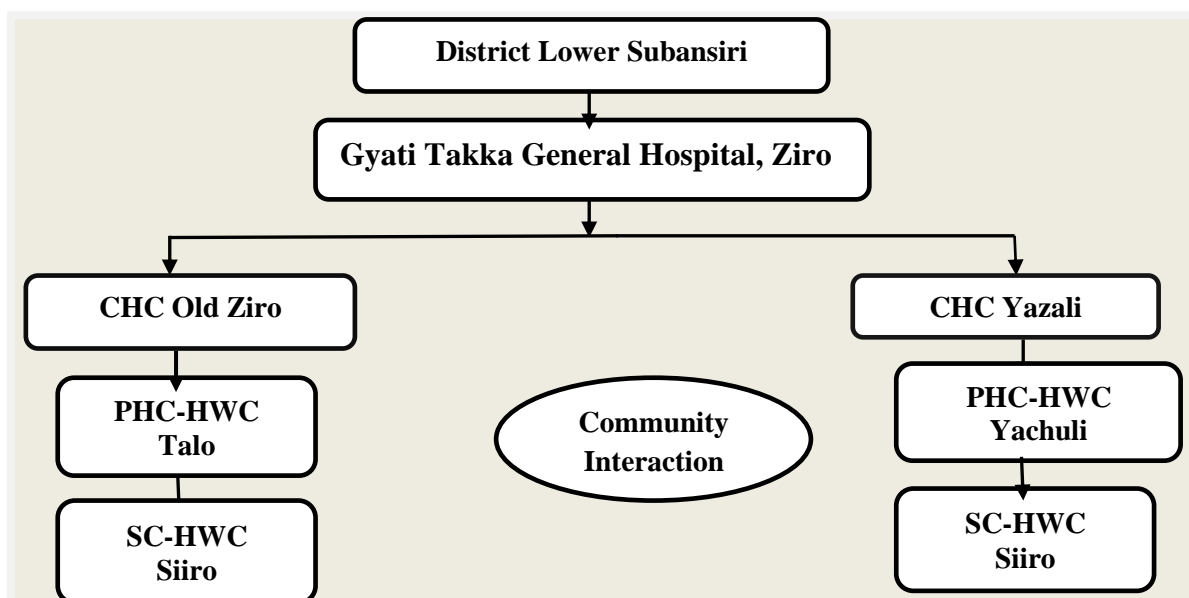 District Lower Subansiri
Gyati Takka General Hospital, Ziro
CHC Old Ziro
CHC Yazali
PHC-HWC
Talo
Community
Interaction
PHC-HWC
Yachuli
SC-HWC
Siiro
SC-HWC
Siiro